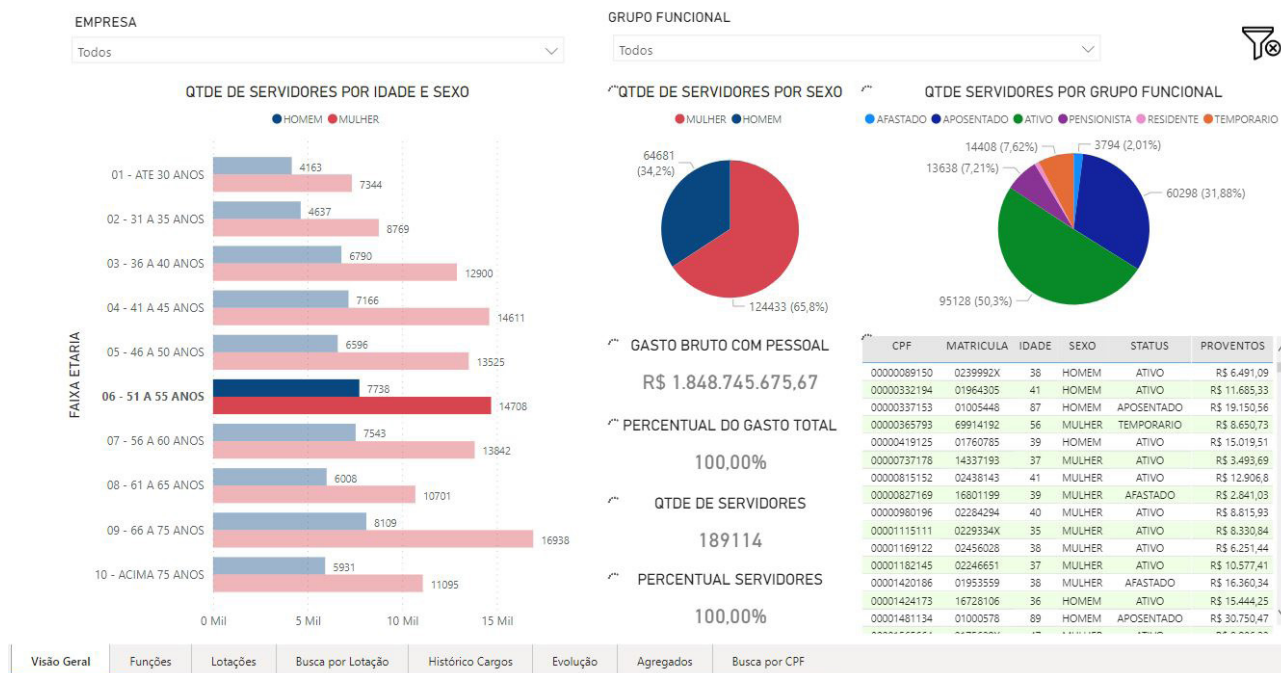 EMPRESA
Todos
GRUPO FUNCIONAL
Todos
QTDE DE SERVIDORES POR IDADE E SEXO
HOMEM MULHER
FAIXA ETARIA
01 - ATE 30 ANOS 4163 7344
02 - 31 A 35 ANOS 4637 8769
03 - 36 A 40 ANOS 6790 12900
04 - 41 A 45 ANOS 7166 14611
05 - 46 A 50 ANOS 6596 13525
06 - 51 A 55 ANOS 7738 14708
07 - 56 A 60 ANOS 7543 13842
08 - 61 A 65 ANOS 6008 10701
09 - 66 A 75 ANOS 8109 16938
10 - ACIMA 75 ANOS 5931 11095
0 Mil 5 Mil 10 Mil 15 Mil
QTDE DE SERVIDORES POR SEXO
MULHER HOMEM
64681
(34,2%)
124433 (65,8%)
QTDE SERVIDORES POR GRUPO FUNCIONAL
AFASTADO APOSENTADO ATIVO PENSIONISTA RESIDENTE TEMPORARIO
14408 (7,62%)
3794 (2,01%)
13638 (7,21%)
60298 (31,88%)
95128 (50,3%)
GASTO BRUTO COM PESSOAL
R$ 1.848.745.675,67
PERCENTUAL DO GASTO TOTAL
100,00%
QTDE DE SERVIDORES
189114
PERCENTUAL SERVIDORES
100,00%
CPF MATRICULA IDADE SEXO STATUS PROVENTOS
00000089150 0239992X 38 HOMEM ATIVO R$ 6.491,09
00000332194 01964305 41 HOMEM ATIVO R$ 11.685,33
00000337153 01005448 87 HOMEM APOSENTADO R$ 19.150,56
00000365793 69914192 56 MULHER TEMPORARIO R$ 8.650,73
00000419125 01760785 39 HOMEM ATIVO R$ 15.019,51
00000737178 14337193 37 MULHER ATIVO R$ 3.493,69
00000815152 02438143 41 MULHER ATIVO R$ 12.906,8
00000827169 16801199 39 MULHER AFASTADO R$ 2.841,03
00000980196 02284294 40 MULHER ATIVO R$ 8.815,93
00001115111 0229334X 35 MULHER ATIVO R$ 8.330,84
00001169122 02456028 38 MULHER ATIVO R$ 6.251,44
00001182145 02246651 37 MULHER ATIVO R$ 10.577,41
00001420186 01953559 38 MULHER AFASTADO R$ 16.360,34
00001424173 16728106 36 HOMEM ATIVO R$ 15.444,25
00001481134 01000578 89 HOMEM APOSENTADO R$ 30.750,47
Visão Geral Funções Lotações Busca por Lotação Histórico Cargos Evolução Agregados Busca por CPF